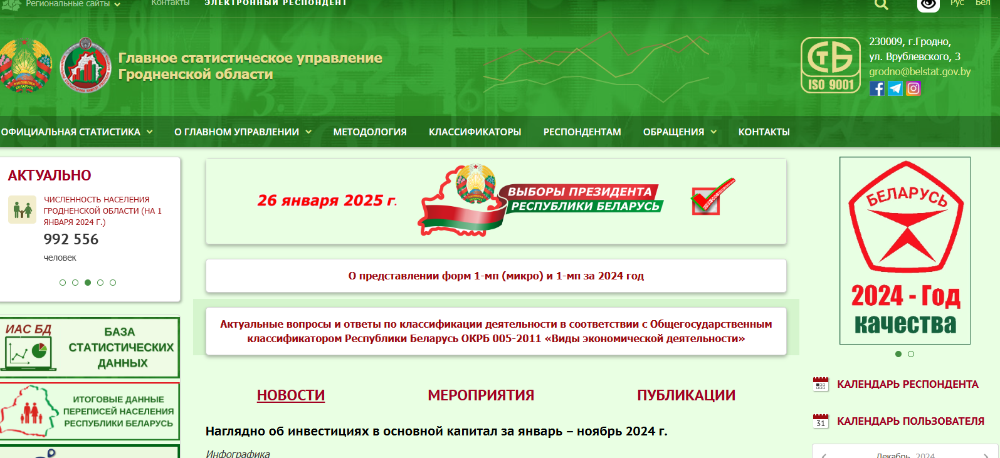 Региональные сайты
Контакты
ЭЛЕКТРОННЫЙ РЕСПОНДЕНТ
Рус
Бел
Главное статистическое управление
Гродненской области
СТБ
ISO 9001
230009, г.Гродно,
ул. Врублевского, 3
grodno@belstat.gov.by
ОФИЦИАЛЬНАЯ СТАТИСТИКА
О ГЛАВНОМ УПРАВЛЕНИИ
МЕТОДОЛОГИЯ
КЛАССИФИКАТОРЫ
РЕСПОНДЕНТАМ
ОБРАЩЕНИЯ
КОНТАКТЫ
АКТУАЛЬНО
ЧИСЛЕННОСТЬ НАСЕЛЕНИЯ
ГРОДНЕНСКОЙ ОБЛАСТИ (НА 1
ЯНВАРЯ 2024 Г.)
992 556
человек
ИАС БД
БАЗА
СТАТИСТИЧЕСКИХ
ДАННЫХ
ИТОГОВЫЕ ДАННЫЕ
ПЕРЕПИСЕЙ НАСЕЛЕНИЯ
РЕСПУБЛИКИ БЕЛАРУСЬ
26 января 2025 г.
ВЫБОРЫ ПРЕЗИДЕНТА
РЕСПУБЛИКИ БЕЛАРУСЬ
О представлении форм 1-мп (микро) и 1-мп за 2024 год
Актуальные вопросы и ответы по классификации деятельности в соответствии с Общегосударственным
классификатором Республики Беларусь ОКРБ 005-2011 «Виды экономической деятельности»
НОВОСТИ
МЕРОПРИЯТИЯ
ПУБЛИКАЦИИ
Наглядно об инвестициях в основной капитал за январь – ноябрь 2024 г.
Инфографика
БЕЛАРУСЬ
2024 - Год
качества
КАЛЕНДАРЬ РЕСПОНДЕНТА
31
КАЛЕНДАРЬ ПОЛЬЗОВАТЕЛЯ
Декабрь 2024